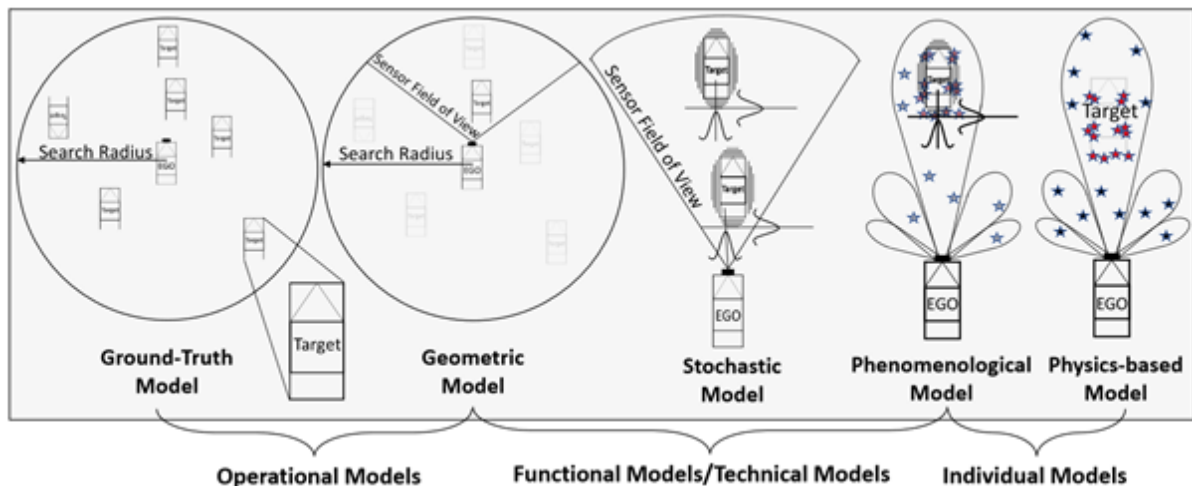 Target
Target
Target
Target
Target
Target
Search Radius
EGO
Target
Ground-Truth
Model
Sensor Field of View
Target
Search Radius
EGO
Geometric
Model
Sensor Field of View
Target
Target
EGO
Stochastic
Model
Target
EGO
Phenomenological
Model
Target
EGO
Physics-based
Model
Operational Models
Functional Models/Technical Models
Individual Models